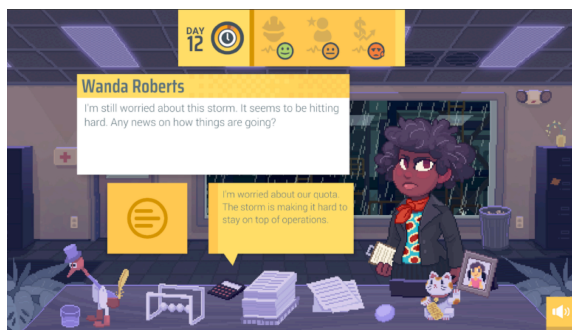 DAY
12
Wanda Roberts
I'm still worried about this storm. It seems to be hitting
hard. Any news on how things are going?
I'm worried about our quota.
The storm is making it hard to
stay on top of operations.